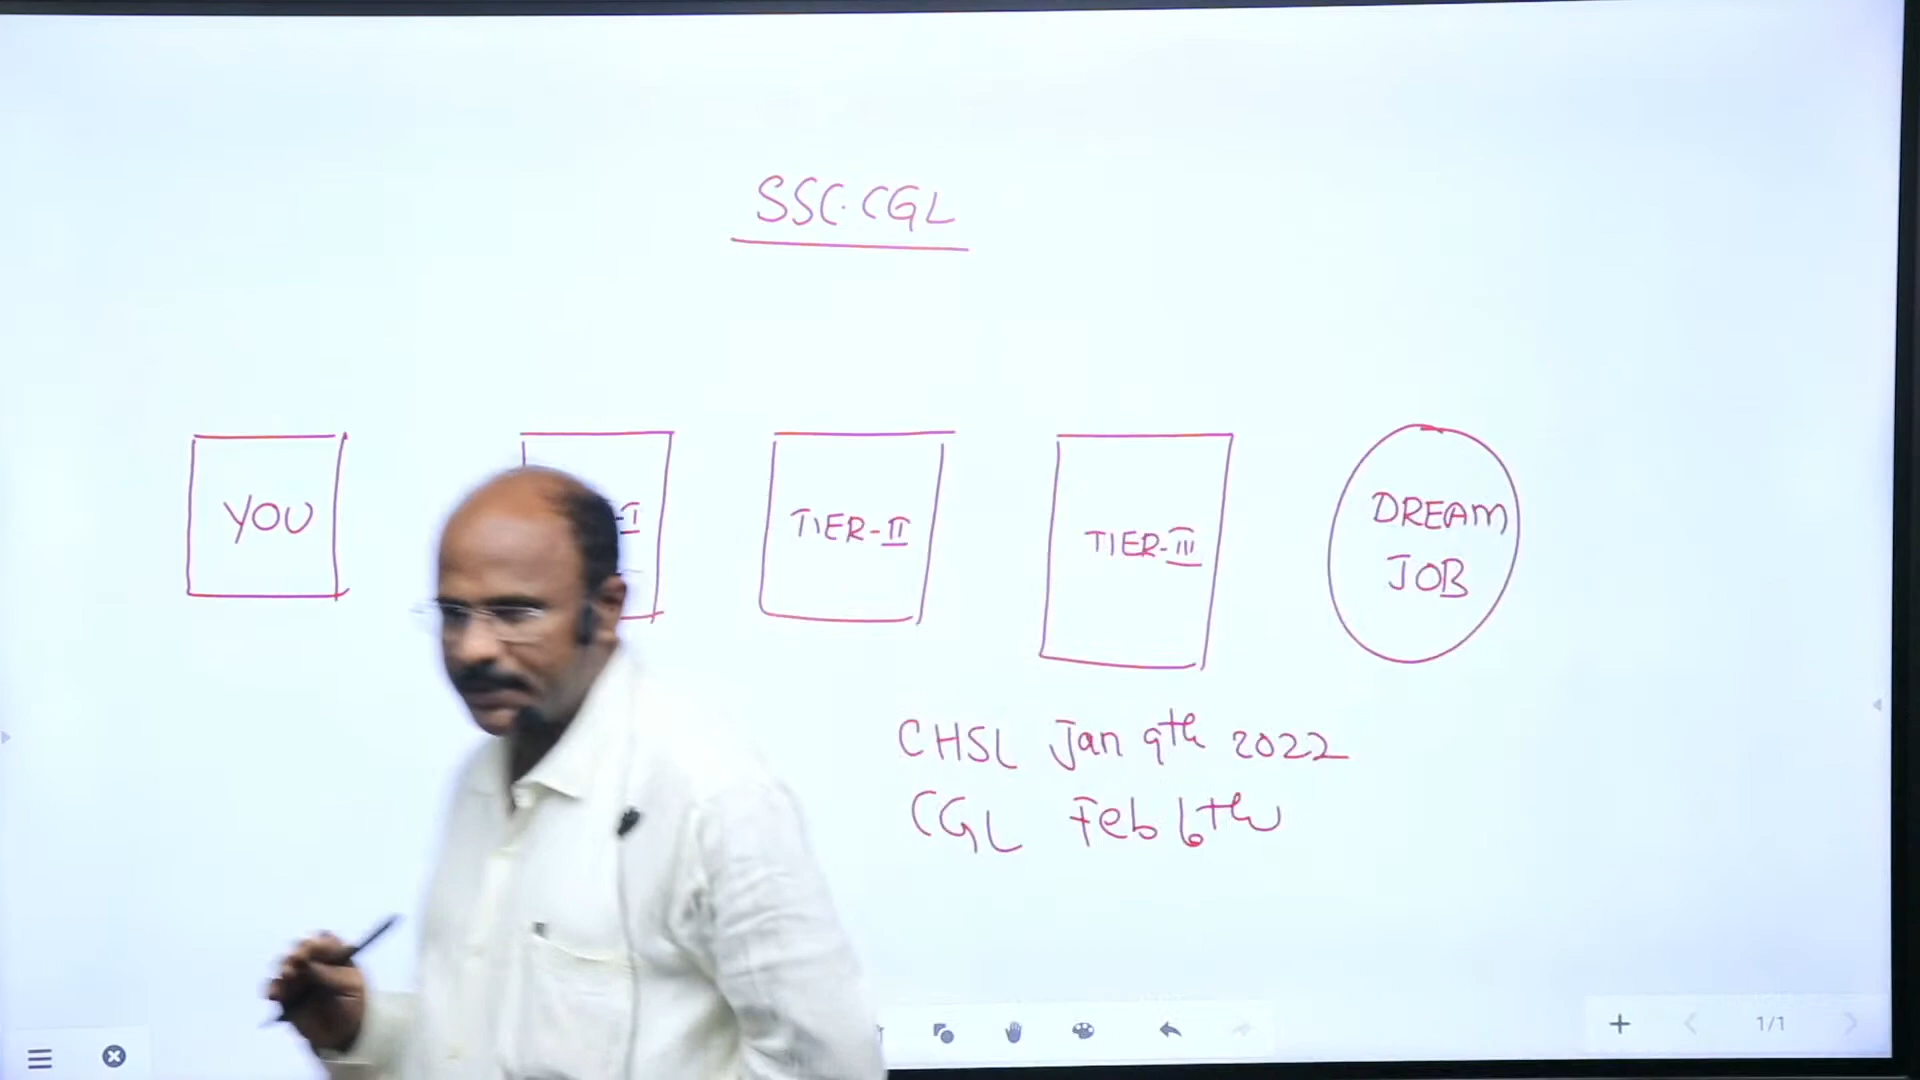 SSC.CGL
YOU
-I
TIER-II
TIER-III
DREAM
JOB
CHSL Jan 9th 2022
CGL Feb 6th
1/1